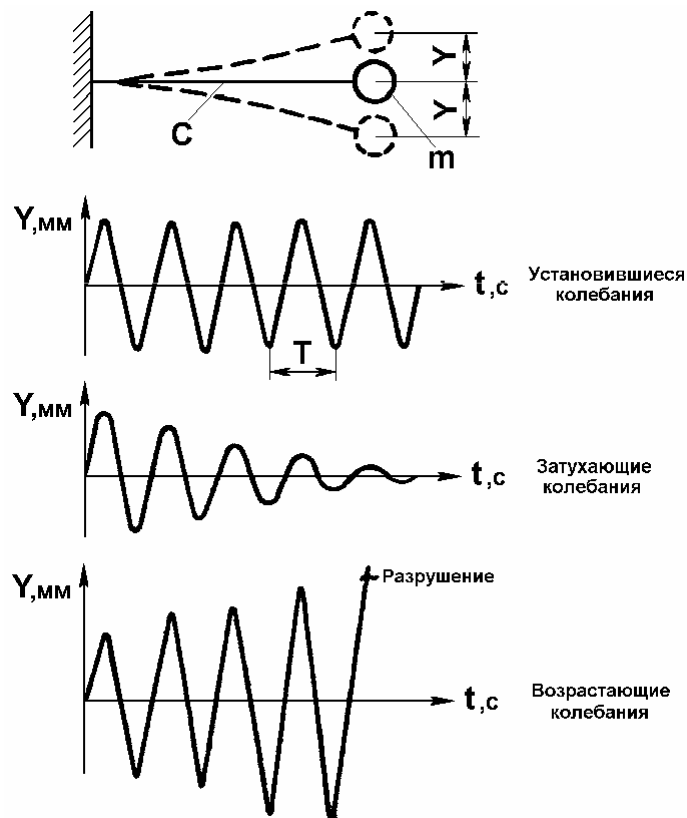 Y
Y
C
m
Y,мм
t,с
Установившиеся
колебания
T
Y,мм
t,с
Затухающие
колебания
Y,мм
Разрушение
t,с
Возрастающие
колебания